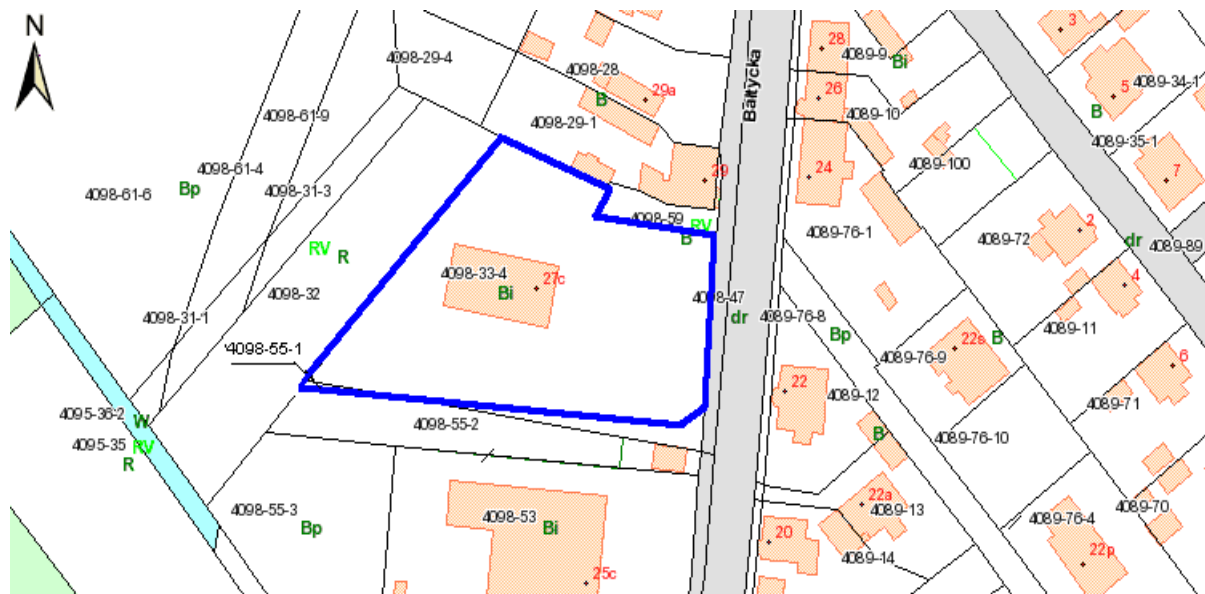 N
4098-29-4
4098-28
29a
B
4098-29-1
4098-61-9
4098-61-4
4098-61-6
Bp
4098-31-3
RV
R
4098-32
4098-31-1
4098-55-1
4098-33-4
27c
Bi
29
4098-59
RV
B
4098-47
dr
Bałtycka
28
4089-9
Bi
26
4089-10
24
4089-100
4089-76-1
3
5
4089-34-1
B
4089-35-1
7
2
4089-72
dr
4089-89
4
4089-11
4089-76-8
Bp
22s
B
4089-76-9
6
22
4089-12
4089-71
B
4089-76-10
4095-36-2
W
4095-35
RV
R
4098-55-2
4098-55-3
Bp
4098-53
Bi
25c
22a
4089-13
20
4089-14
4089-70
4089-76-4
22p